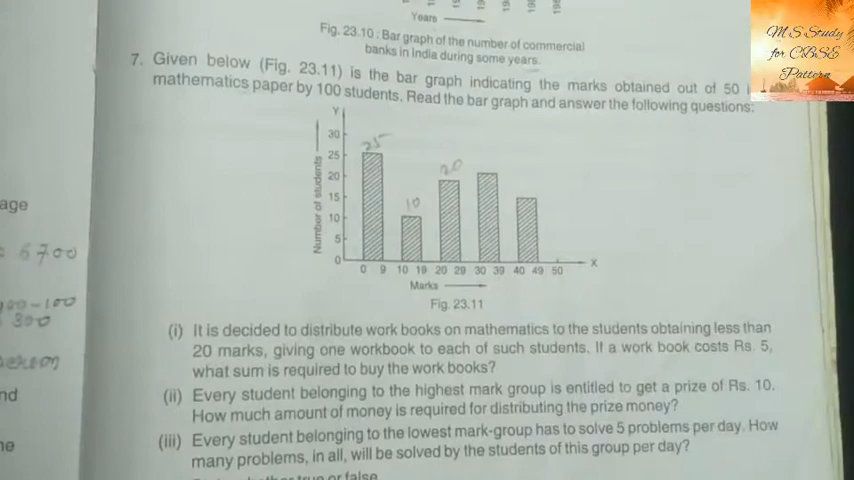 Years
Fig. 23.10 : Bar graph of the number of commercial
banks in India during some years.
7. Given below (Fig. 23.11) is the bar graph indicating the marks obtained out of 50
mathematics paper by 100 students. Read the bar graph and answer the following questions:
Y
30
25
20
15
10
5
0
Number of students
25
10
20
0 9 10 19 20 29 30 39 40 49 50
X
Marks
Fig. 23.11
(i) It is decided to distribute work books on mathematics to the students obtaining less than
20 marks, giving one workbook to each of such students. If a work book costs Rs. 5,
what sum is required to buy the work books?
(ii) Every student belonging to the highest mark group is entitled to get a prize of Rs. 10.
How much amount of money is required for distributing the prize money?
(iii) Every student belonging to the lowest mark-group has to solve 5 problems per day. How
many problems, in all, will be solved by the students of this group per day?
true or false
age
6700
-100
300
nd
M S Study
for CBSE
Pattern